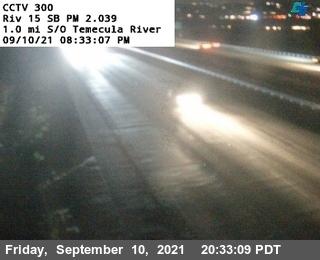 CCTV 300
Riv 15 SB PM 2.039
1.0 mi S/O Temecula River
09/10/21 08:33:07 PM
Friday, September 10, 2021 20:33:09 PDT